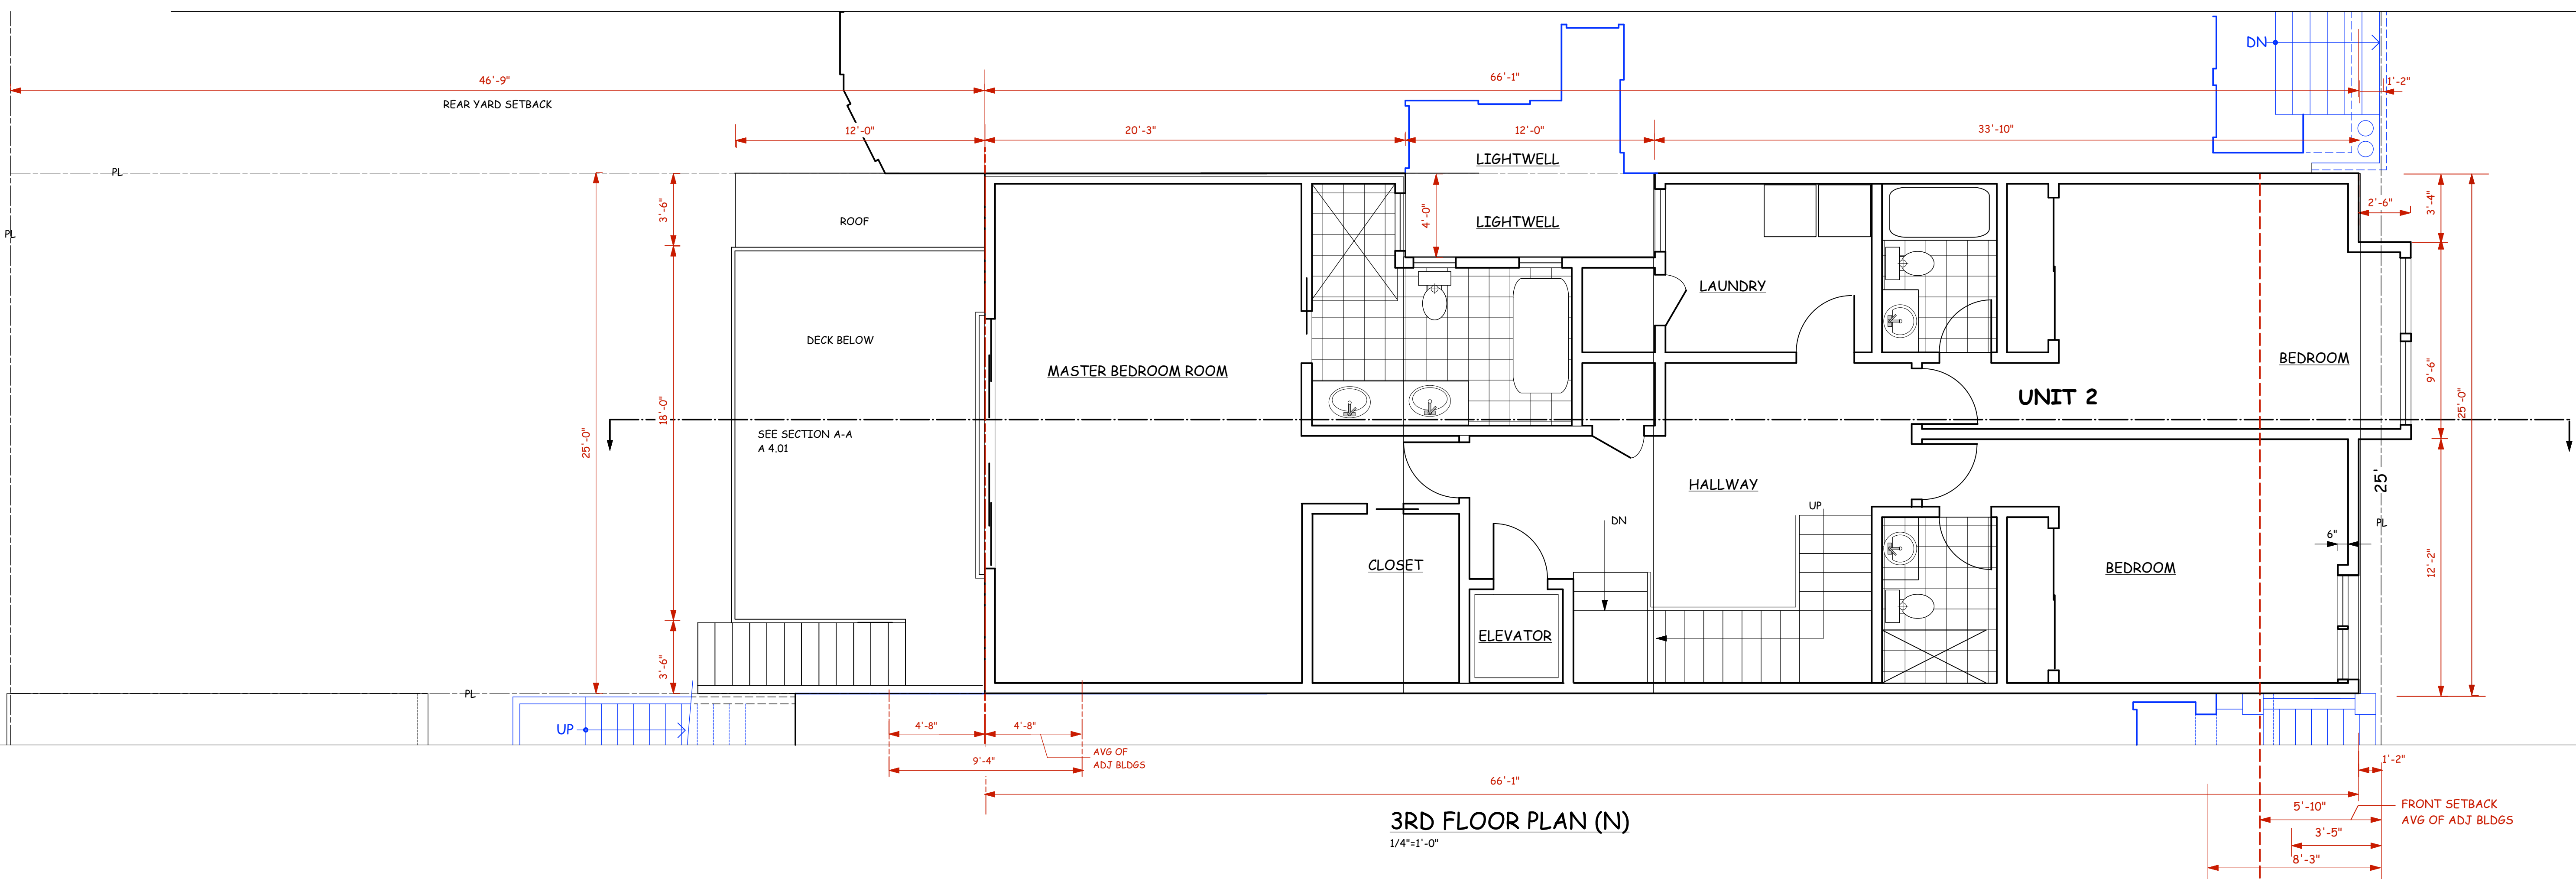 DN
46'-9"
66'-1"
1'-2"
REAR YARD SETBACK
12'-0"
20'-3"
12'-0"
33'-10"
LIGHTWELL
PL
PL
3'-6"
ROOF
4'-0"
LIGHTWELL
2'-6"
3'-4"
LAUNDRY
DECK BELOW
MASTER BEDROOM ROOM
BEDROOM
9'-6"
UNIT 2
25'-0"
18'-0"
25'-0"
SEE SECTION A-A
A 4.01
HALLWAY
25'
UP
DN
PL
6"
CLOSET
BEDROOM
12'-2"
ELEVATOR
3'-6"
PL
UP
4'-8"
4'-8"
AVG OF
ADJ BLDGS
9'-4"
1'-2"
66'-1"
5'-10"
FRONT SETBACK
AVG OF ADJ BLDGS
3RD FLOOR PLAN (N)
1/4"=1'-0"
3'-5"
8'-3"